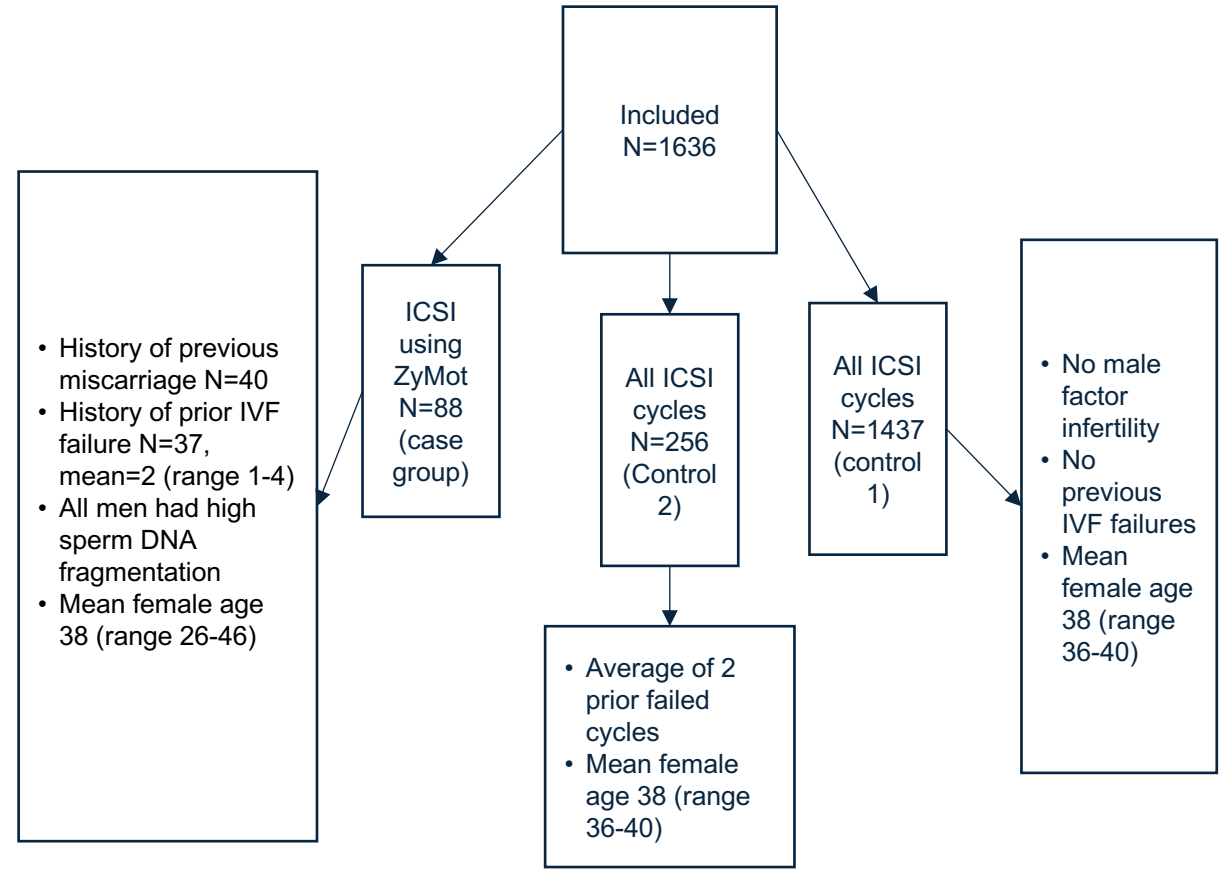 Included
N=1636
• History of previous
miscarriage N=40
• History of prior IVF
failure N=37,
mean=2 (range 1-4)
• All men had high
sperm DNA
fragmentation
• Mean female age
38 (range 26-46)
ICSI
using
ZyMot
N=88
(case
group)
All ICSI
cycles
N=256
(Control
2)
All ICSI
cycles
N=1437
(control
1)
• No male
factor
infertility
• No
previous
IVF failures
• Mean
female age
38 (range
36-40)
• Average of 2
prior failed
cycles
• Mean female
age 38 (range
36-40)